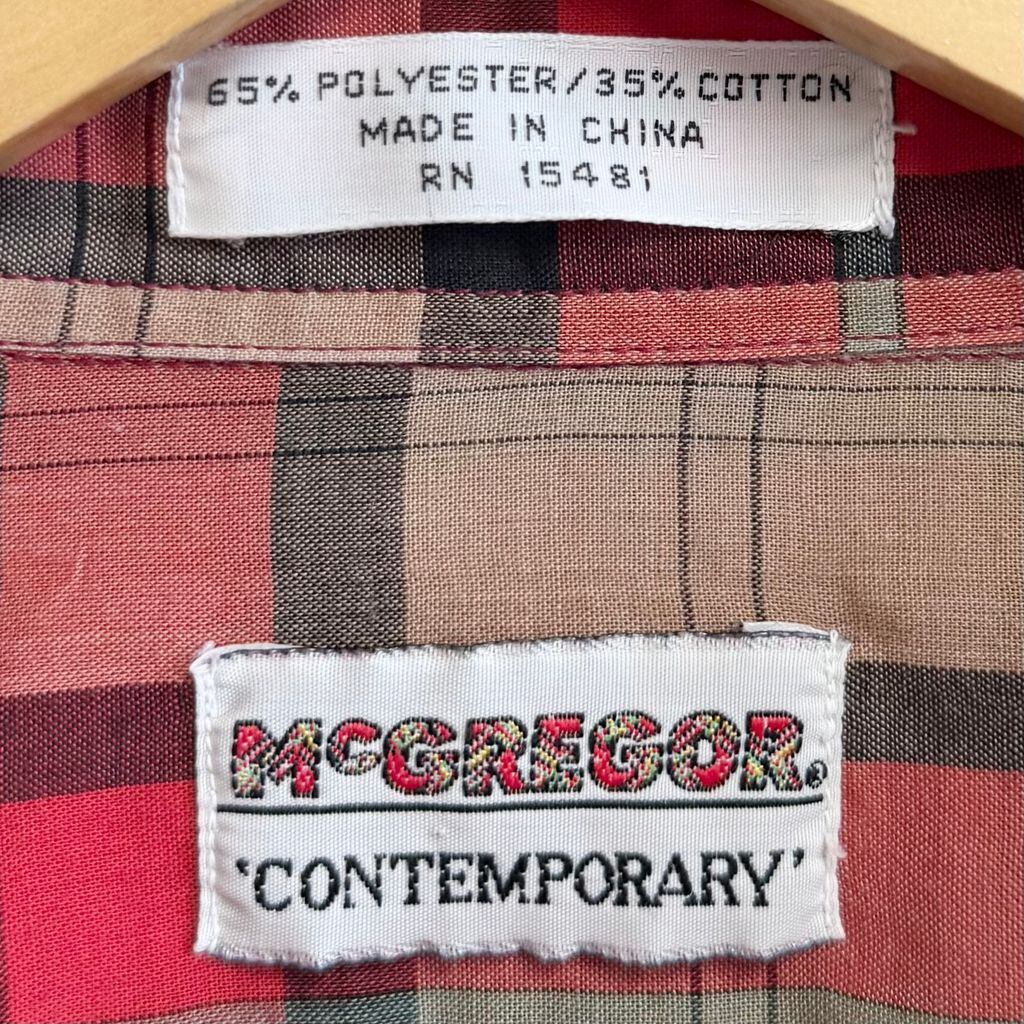 65% POLYESTER/35% COTTON
MADE IN CHINA
RN 15481
McGREGOR®
'CONTEMPORARY'